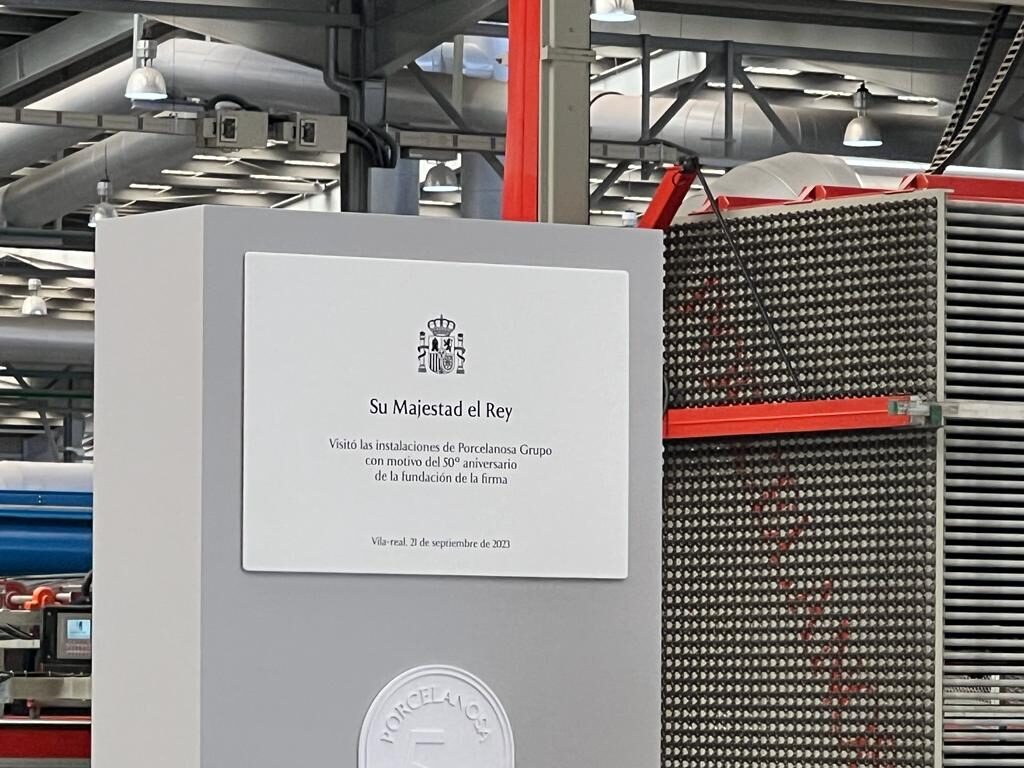 Su Majestad el Rey
Visitó las instalaciones de Porcelanosa Grupo
con motivo del 50º aniversario
de la fundación de la firma
Vila-real, 21 de septiembre de 2023
PORCELANOSA